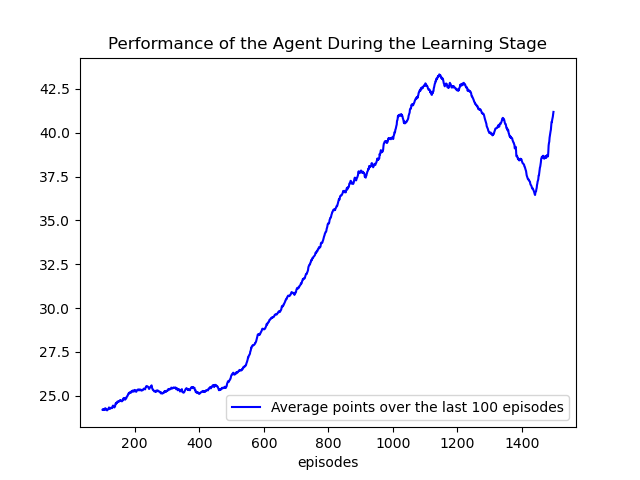 Performance of the Agent During the Learning Stage
42.5
40.0
37.5
35.0
32.5
30.0
27.5
25.0
Average points over the last 100 episodes
200 400 600 800 1000 1200 1400
episodes